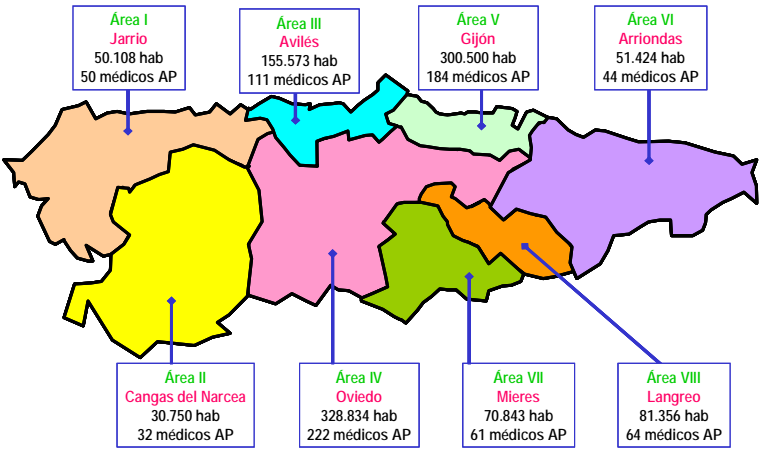 Área I
Jarrio
50.108 hab
50 médicos AP
Área III
Avilés
155.573 hab
111 médicos AP
Área V
Gijón
300.500 hab
184 médicos AP
Área VI
Arriondas
51.424 hab
44 médicos AP
Área II
Cangas del Narcea
30.750 hab
32 médicos AP
Área IV
Oviedo
328.834 hab
222 médicos AP
Área VII
Mieres
70.843 hab
61 médicos AP
Área VIII
Langreo
81.356 hab
64 médicos AP